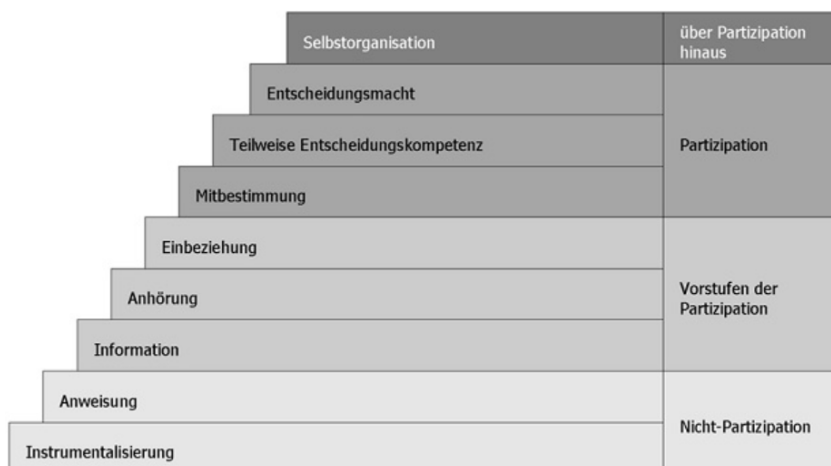 Selbstorganisation
über Partizipation
hinaus
Entscheidungsmacht
Teilweise Entscheidungskompetenz
Partizipation
Mitbestimmung
Einbeziehung
Anhörung
Vorstufen der
Partizipation
Information
Anweisung
Nicht-Partizipation
Instrumentalisierung